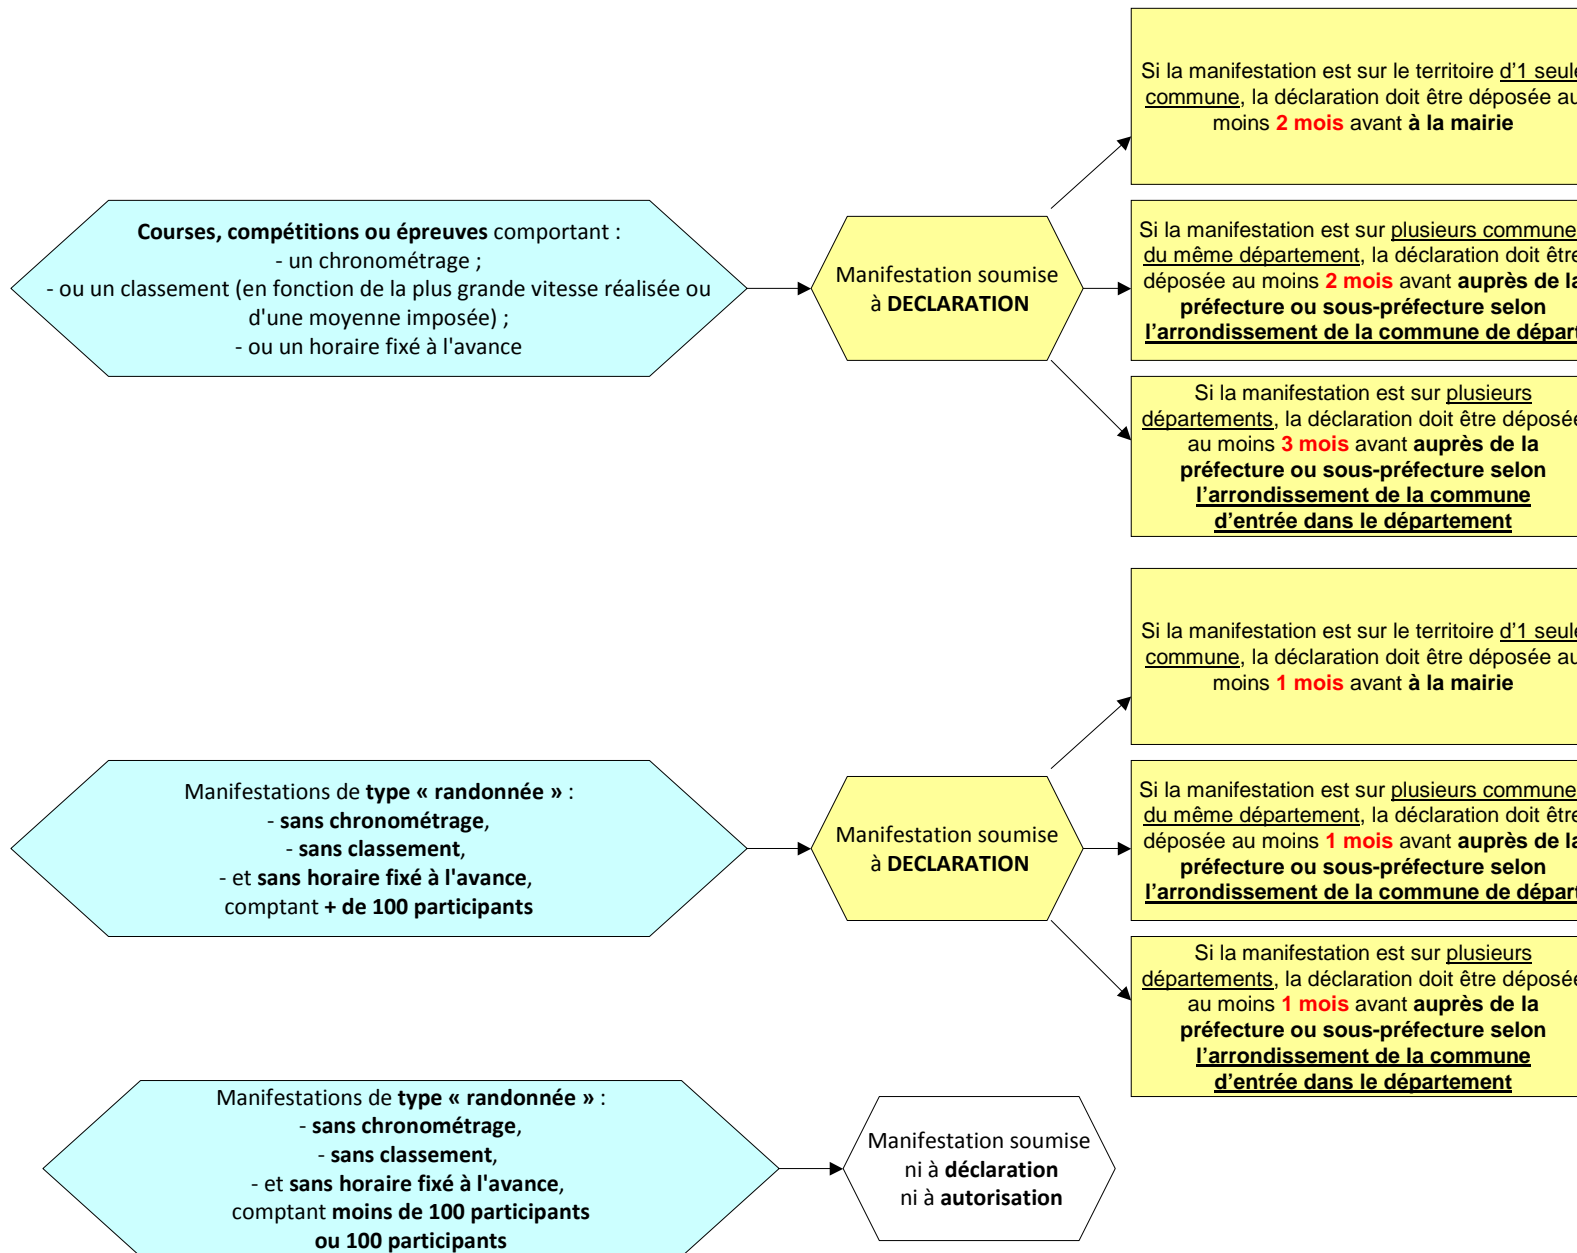 Courses, compétitions ou épreuves comportant :
- un chronométrage ;
- ou un classement (en fonction de la plus grande vitesse réalisée ou
d'une moyenne imposée) ;
- ou un horaire fixé à l'avance
Manifestation soumise
à DECLARATION
Si la manifestation est sur le territoire d'1 seule
commune, la déclaration doit être déposée au
moins 2 mois avant à la mairie
Si la manifestation est sur plusieurs commune
du même département, la déclaration doit être
déposée au moins 2 mois avant auprès de la
préfecture ou sous-préfecture selon
l’arrondissement de la commune de départ
Si la manifestation est sur plusieurs
départements, la déclaration doit être déposée
au moins 3 mois avant auprès de la
préfecture ou sous-préfecture selon
l’arrondissement de la commune
d’entrée dans le département
Manifestations de type « randonnée » :
- sans chronométrage,
- sans classement,
- et sans horaire fixé à l'avance,
comptant + de 100 participants
Manifestation soumise
à DECLARATION
Si la manifestation est sur le territoire d'1 seule
commune, la déclaration doit être déposée au
moins 1 mois avant à la mairie
Si la manifestation est sur plusieurs commune
du même département, la déclaration doit être
déposée au moins 1 mois avant auprès de la
préfecture ou sous-préfecture selon
l’arrondissement de la commune de départ
Si la manifestation est sur plusieurs
départements, la déclaration doit être déposée
au moins 1 mois avant auprès de la
préfecture ou sous-préfecture selon
l’arrondissement de la commune
d’entrée dans le département
Manifestations de type « randonnée » :
- sans chronométrage,
- sans classement,
- et sans horaire fixé à l'avance,
comptant moins de 100 participants
ou 100 participants
Manifestation soumise
ni à déclaration
ni à autorisation